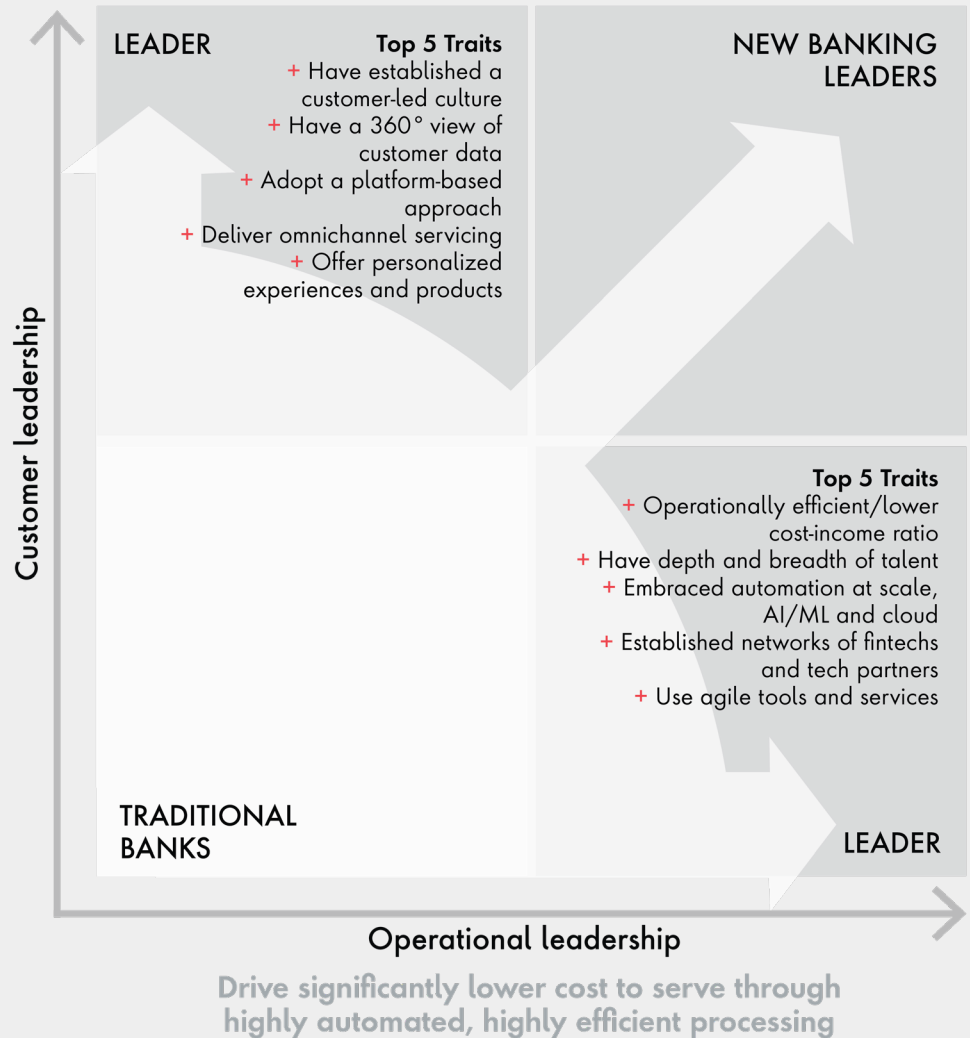 LEADER
Top 5 Traits
+ Have established a
customer-led culture
+ Have a 360° view of
customer data
+ Adopt a platform-based
approach
+ Deliver omnichannel servicing
+ Offer personalized
experiences and products
NEW BANKING
LEADERS
Customer leadership
Top 5 Traits
+ Operationally efficient/lower
cost-income ratio
+ Have depth and breadth of talent
+ Embraced automation at scale,
AI/ML and cloud
+ Established networks of fintechs
and tech partners
+ Use agile tools and services
TRADITIONAL
BANKS
LEADER
Operational leadership
Drive significantly lower cost to serve through
highly automated, highly efficient processing